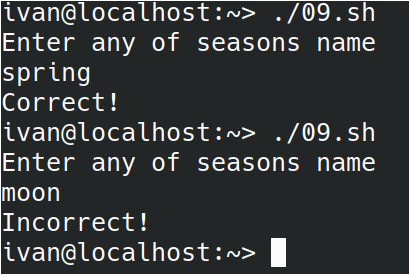 ivan@localhost:~> ./09.sh
Enter any of seasons name
spring
Correct!
ivan@localhost:~> ./09.sh
Enter any of seasons name
moon
Incorrect!
ivan@localhost:~>